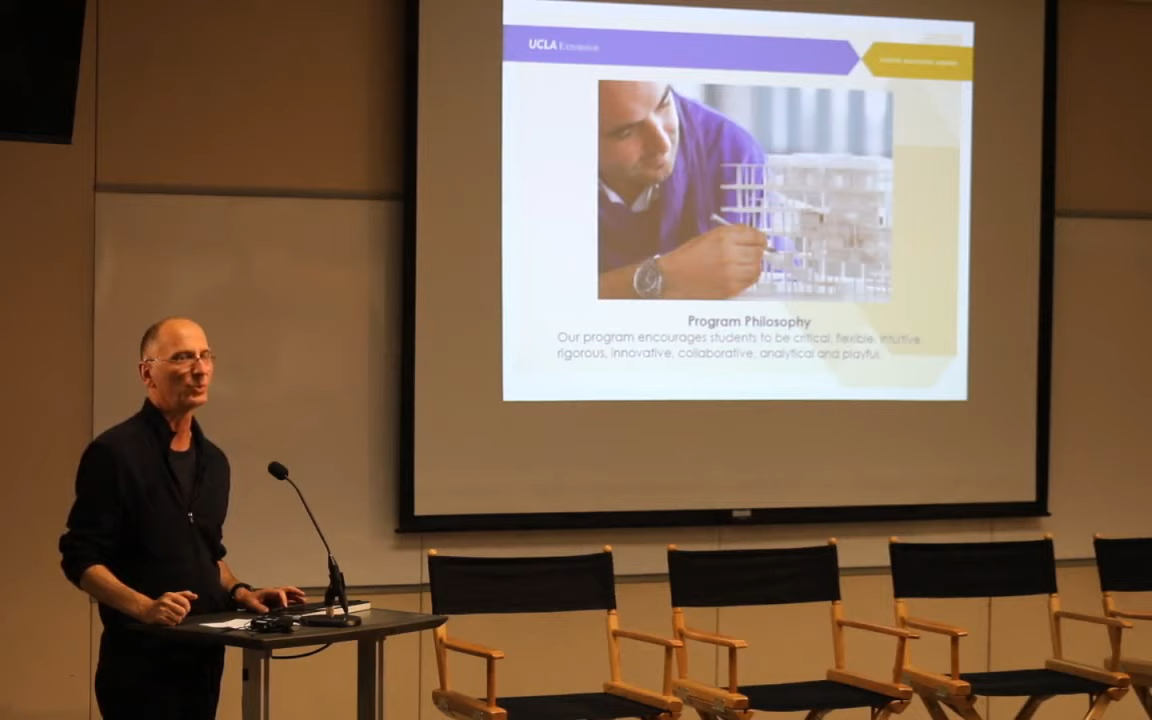 UCLA Extension
Program Philosophy
Our program encourages students to be critical, flexible, intuitive,
rigorous, innovative, collaborative, analytical and playful.